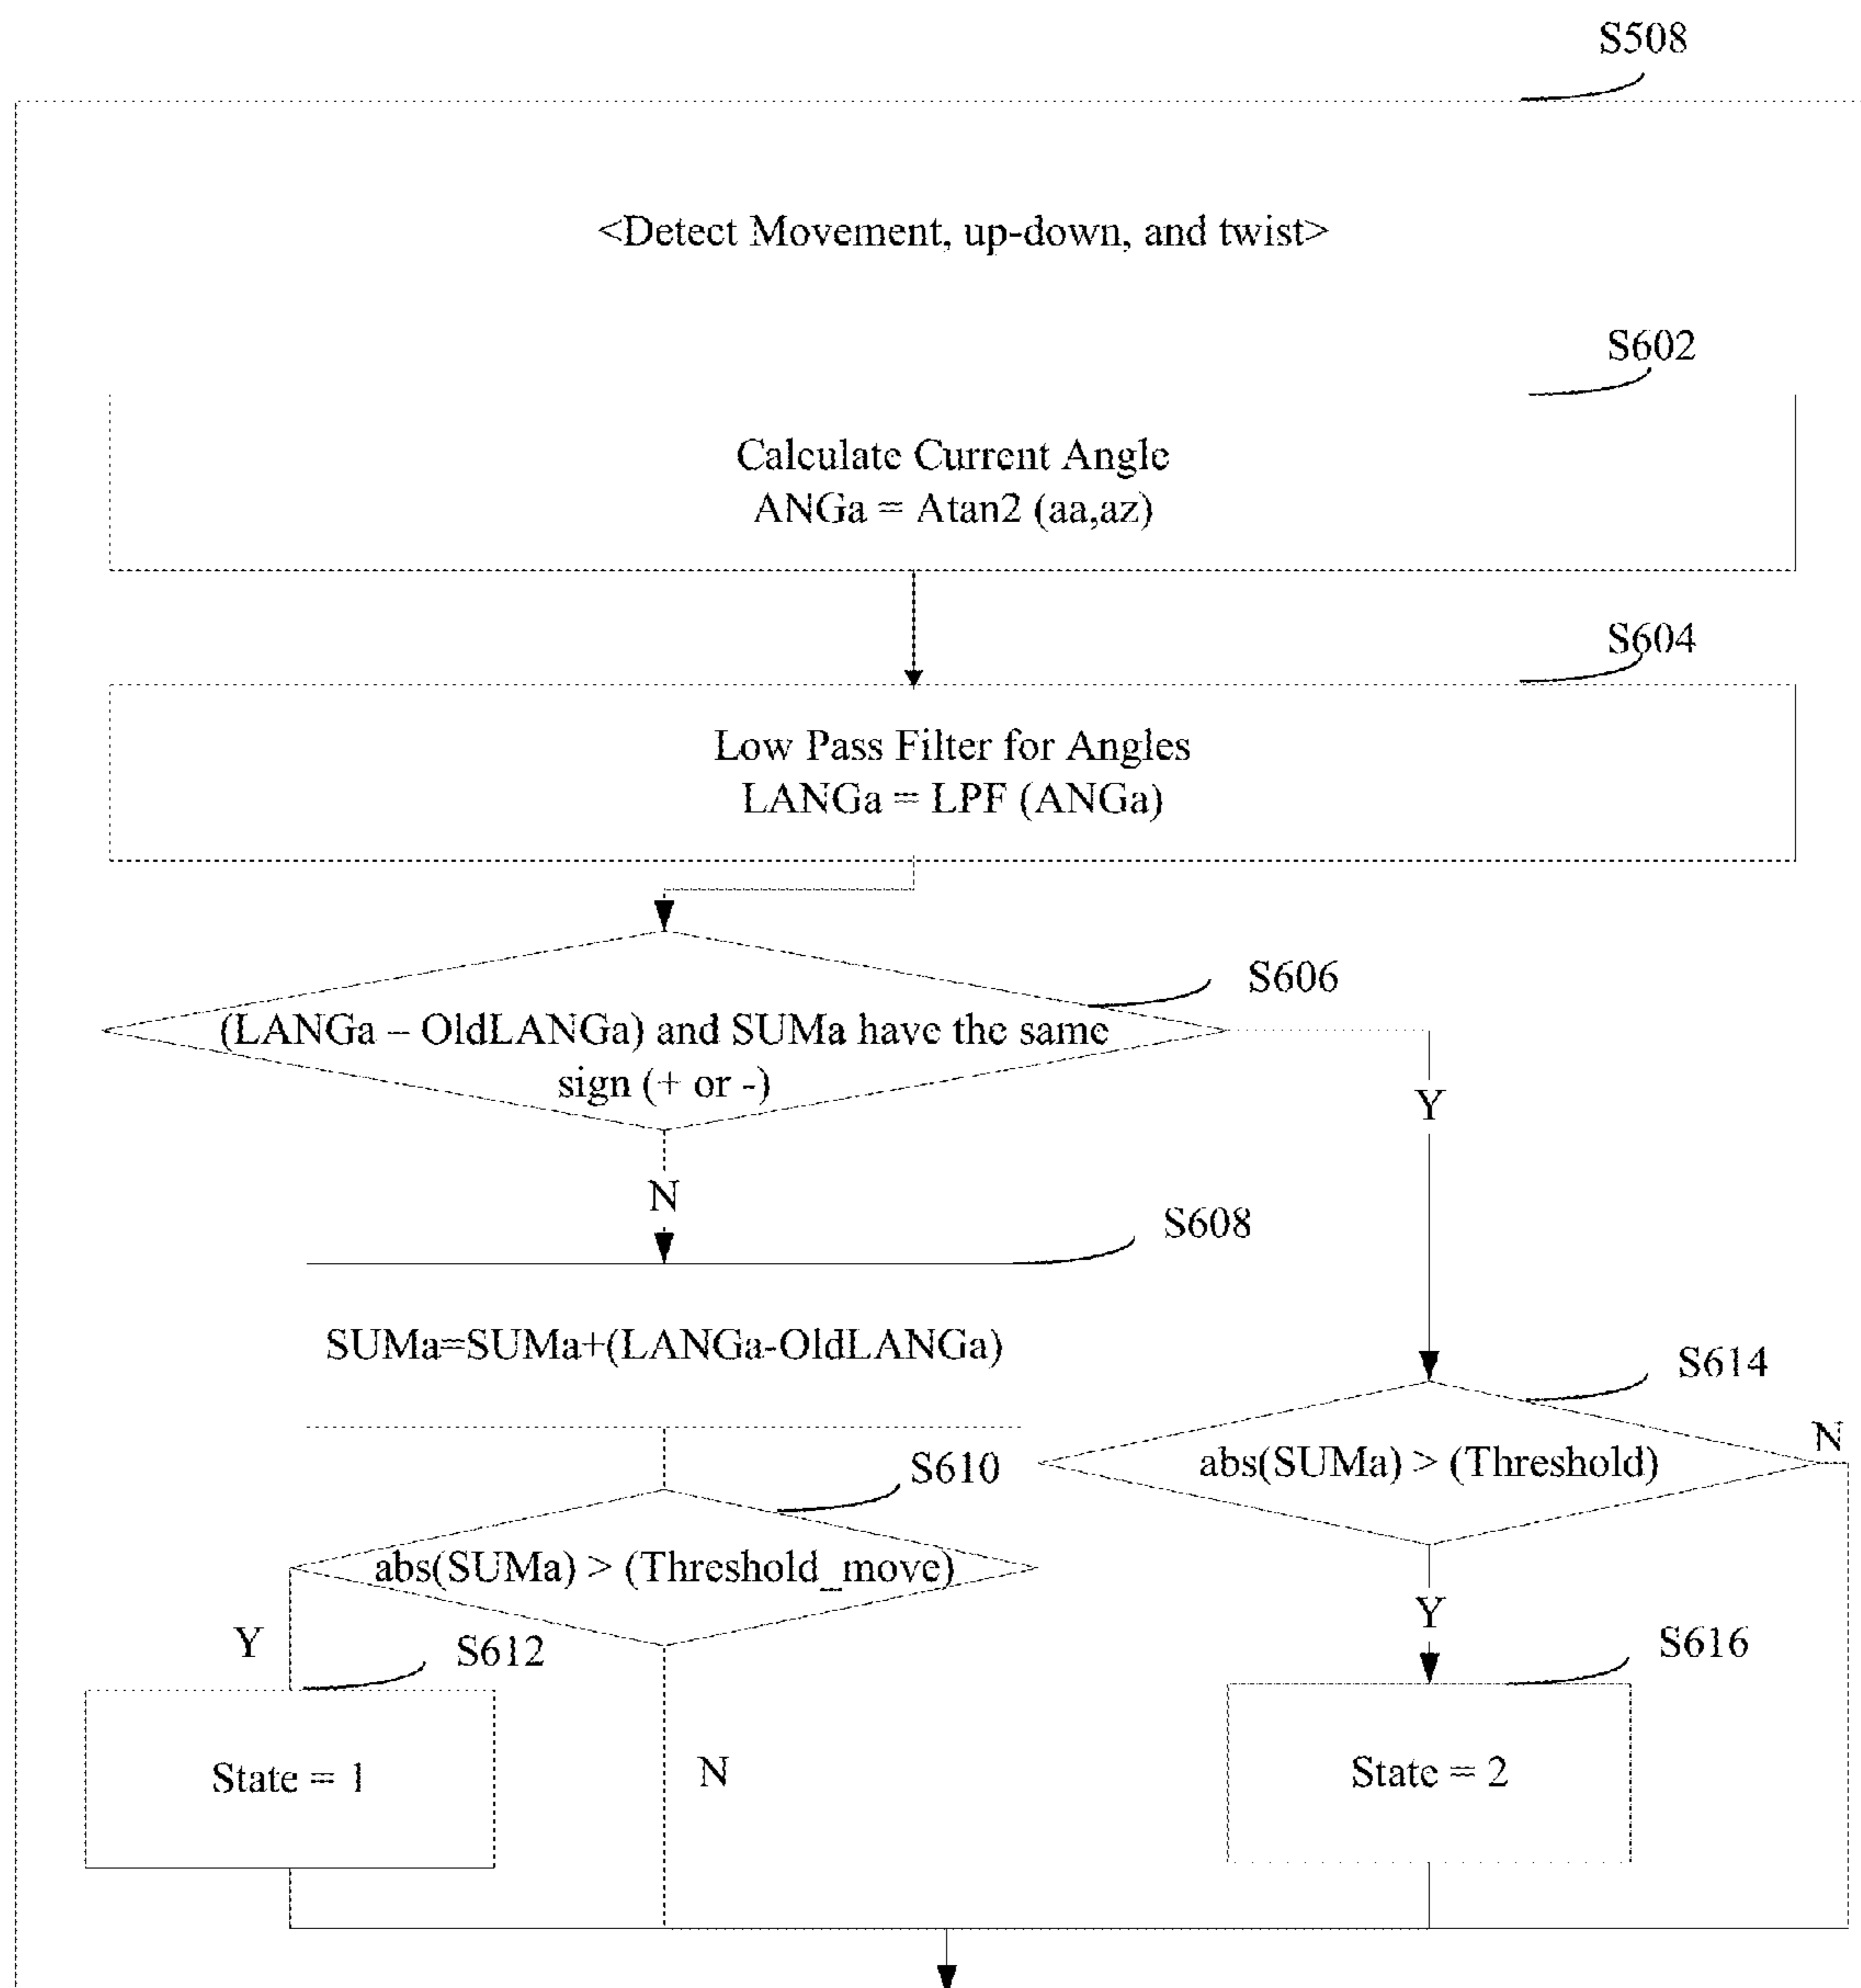 S508
<Detect Movement, up-down, and twist>
S602
Calculate Current Angle
ANGa = Atan2 (aa,az)
S604
Low Pass Filter for Angles
LANGa = LPF (ANGa)
S606
(LANGa – OldLANGa) and SUMa have the same
sign (+ or -)
Y
N
S608
SUMa=SUMa+(LANGa-OldLANGa)
S614
abs(SUMa) > (Threshold)
N
S610
abs(SUMa) > (Threshold_move)
Y
Y
S612
S616
State = 1
N
State = 2